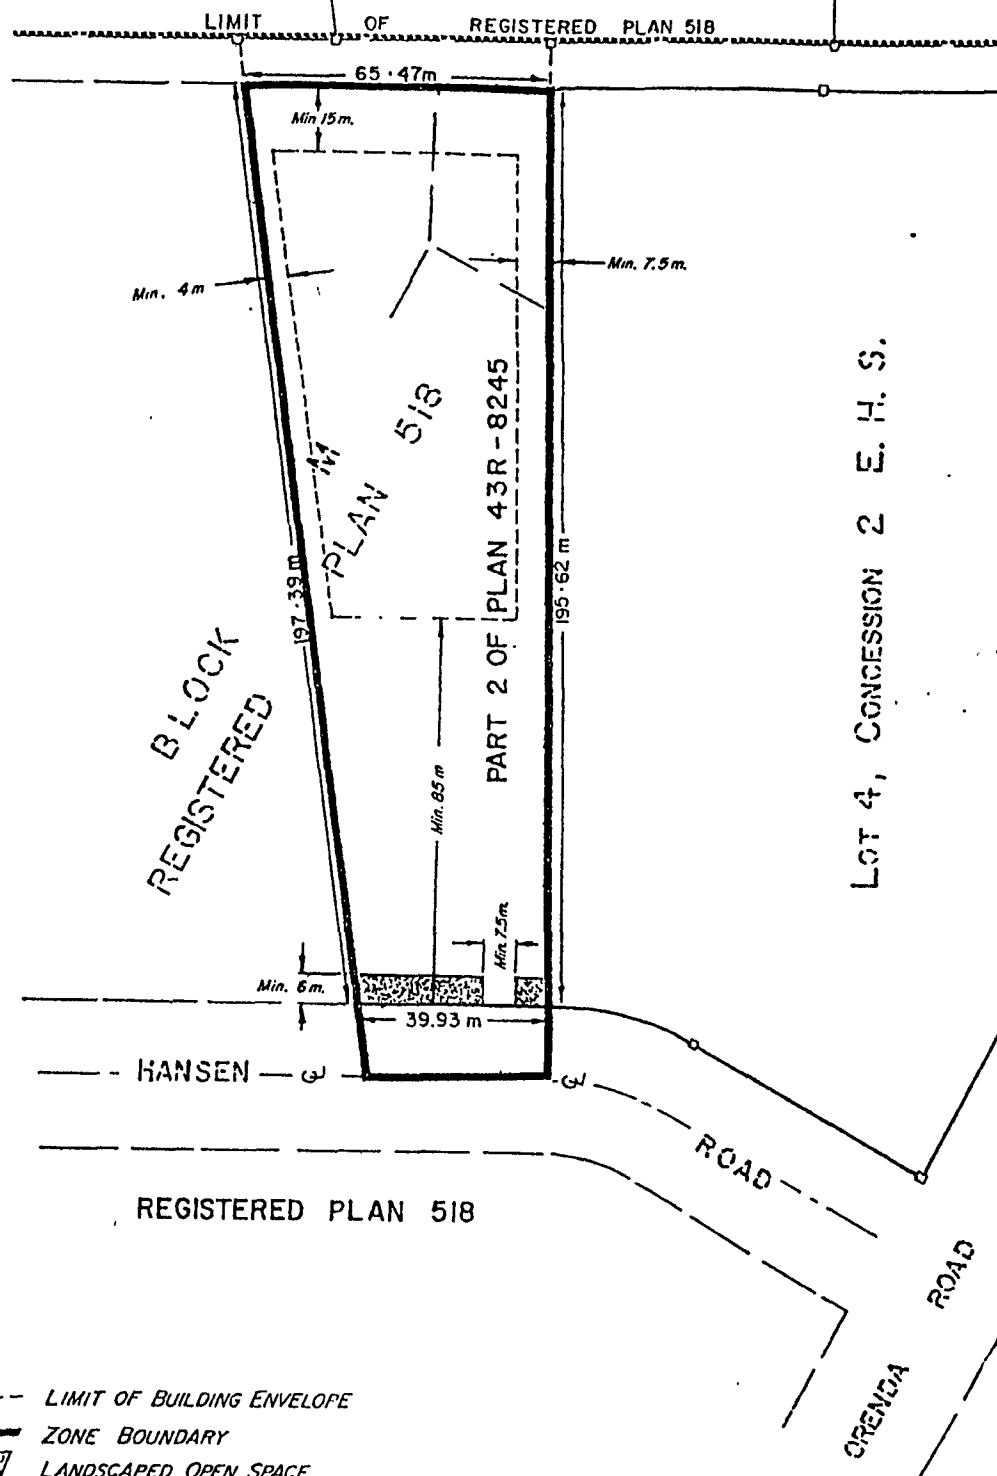 LIMIT OF REGISTERED PLAN 518
65.47m
Min 15m.
Min. 7.5m.
Min. 4m
518
PLAN
M
PART 2 OF PLAN 43R-8245
197.39m
195.62 m
LOT 4, CONCESSION 2 E. H. S.
BLOCK
REGISTERED
Min. 85m
Min 7.5m.
Min. 6m.
39.93 m
HANSEN
ROAD
REGISTERED PLAN 518
ORENDA ROAD
LIMIT OF BUILDING ENVELOPE
ZONE BOUNDARY
LANDSCAPED OPEN SPACE